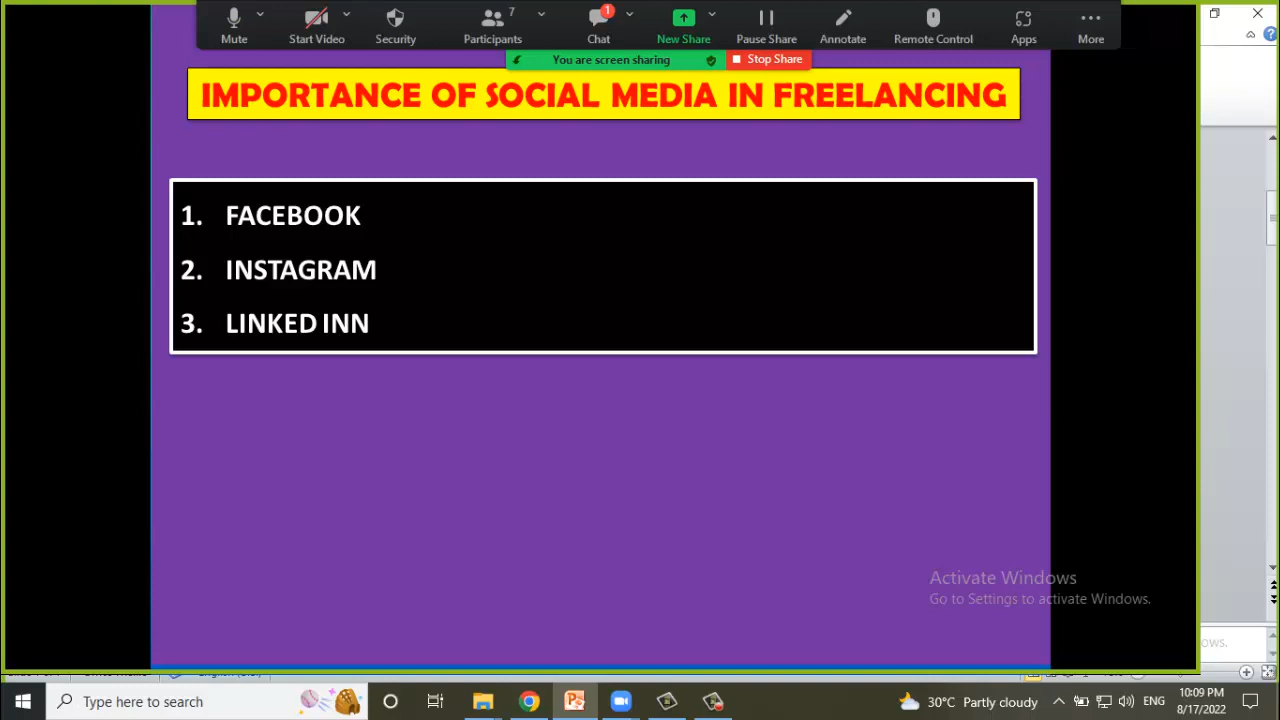 Mute
Start Video
Security
Participants
7
Chat
1
New Share
Pause Share
Annotate
Remote Control
Apps
More
You are screen sharing
Stop Share
IMPORTANCE OF SOCIAL MEDIA IN FREELANCING
1. FACEBOOK
2. INSTAGRAM
3. LINKED INN
Activate Windows
Go to Settings to activate Windows.
ows.
Type here to search
30°C Partly cloudy
ENG
10:09 PM
8/17/2022